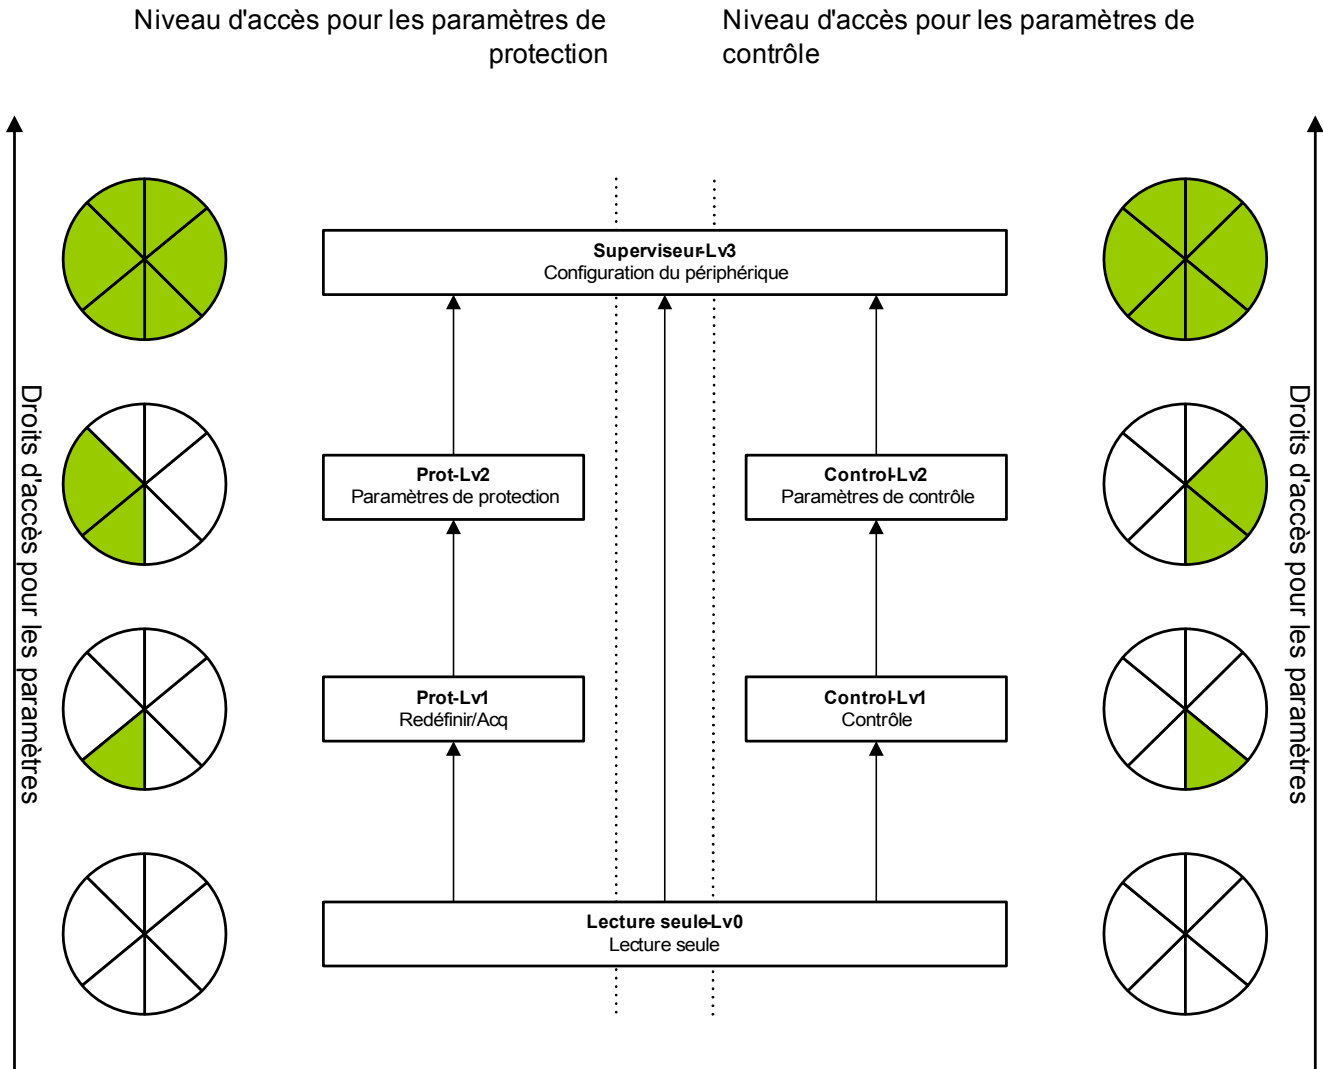 Niveau d'accès pour les paramètres de
protection
Niveau d'accès pour les paramètres de
contrôle
Droits d'accès pour les paramètres
Superviseur-Lv3
Configuration du périphérique
Prot-Lv2
Paramètres de protection
Control-Lv2
Paramètres de contrôle
Prot-Lv1
Redéfinir/Acq
Control-Lv1
Contrôle
Lecture seule-Lv0
Lecture seule
Droits d'accès pour les paramètres